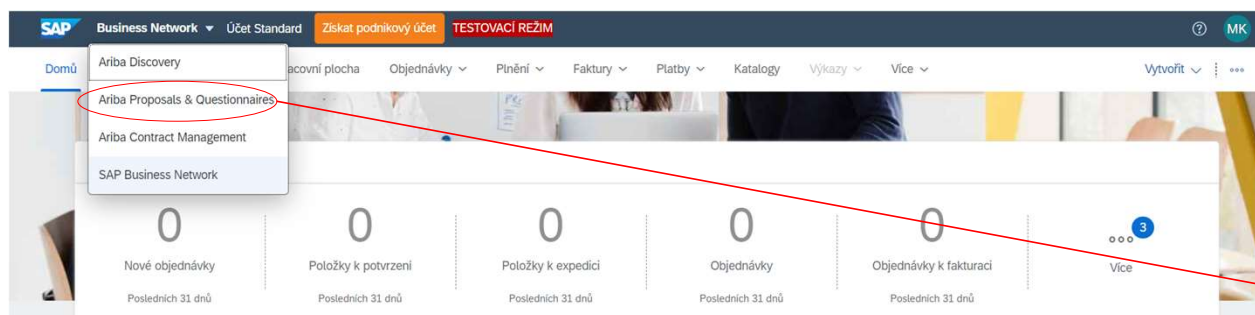 SAP Business Network Účet Standard Získat podnikový účet TESTOVACÍ REŽIM MK
Domů acovní plocha Objednávky Plnění Faktury Platby Katalogy Výkazy Více Vytvořit
Ariba Discovery
Ariba Proposals & Questionnaires
Ariba Contract Management
SAP Business Network
0 0 0 0 0 3
Nové objednávky Položky k potvrzení Položky k expedici Objednávky Objednávky k fakturaci Více
Posledních 31 dnů Posledních 31 dnů Posledních 31 dnů Posledních 31 dnů Posledních 31 dnů